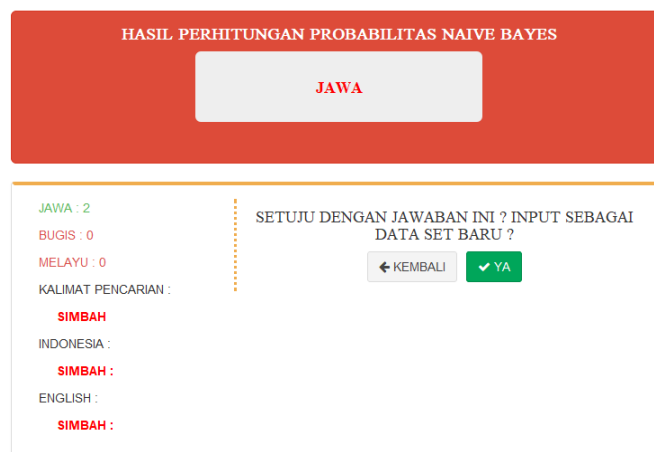 HASIL PERHITUNGAN PROBABILITAS NAIVE BAYES
JAWA
JAWA : 2
BUGIS : 0
MELAYU : 0
KALIMAT PENCARIAN :
SIMBAH
INDONESIA :
SIMBAH :
ENGLISH :
SIMBAH :
SETUJU DENGAN JAWABAN INI ? INPUT SEBAGAI
DATA SET BARU ?
KEMBALI
YA